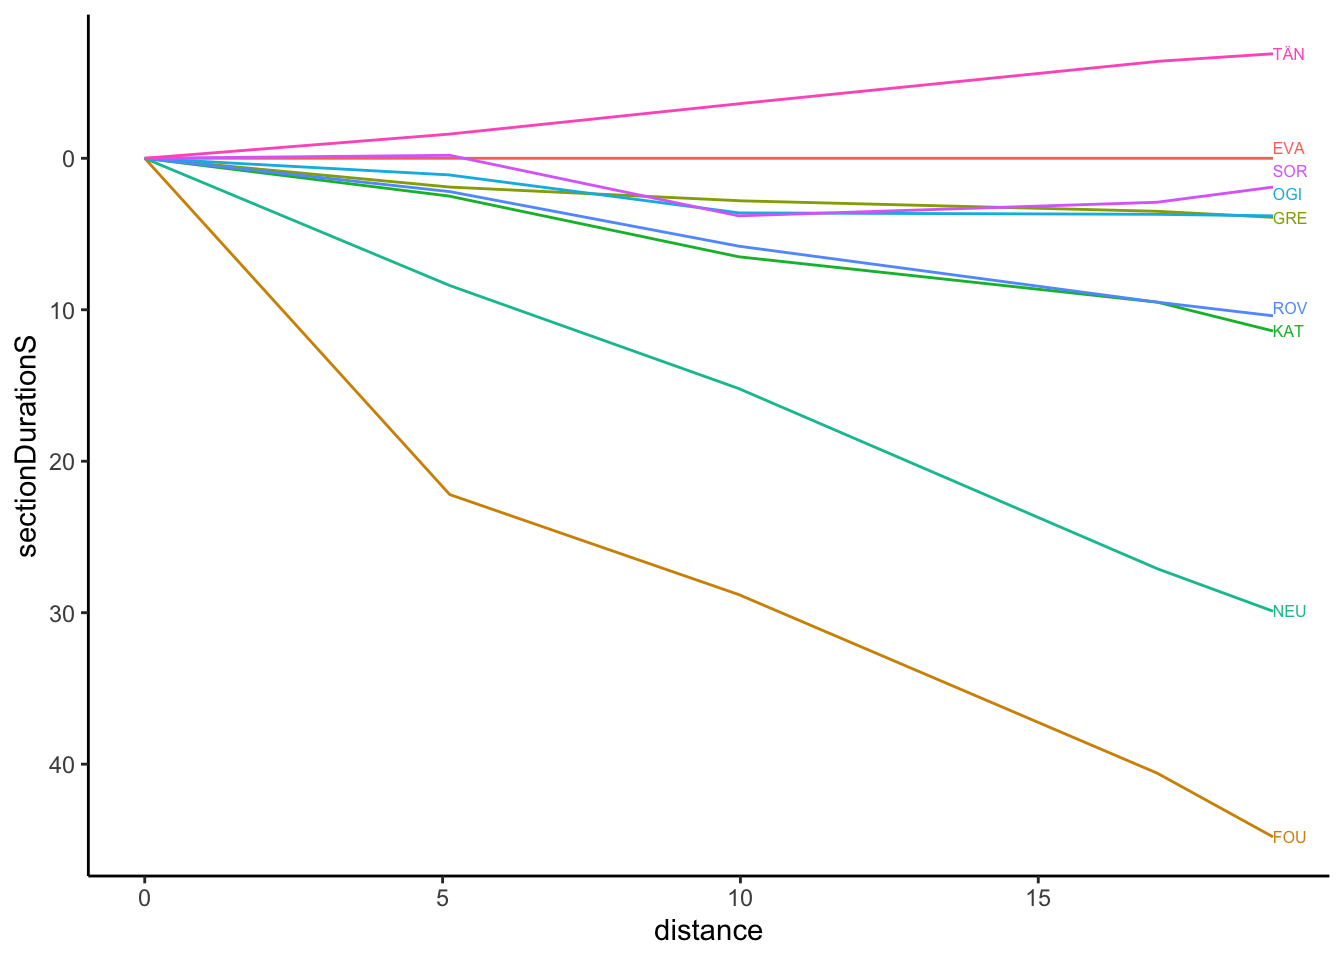 TÄN
0
EVA
SOR
OGI
GRE
10
ROV
KAT
20
30
NEU
40
FOU
0 5 10 15
distance
sectionDurationS